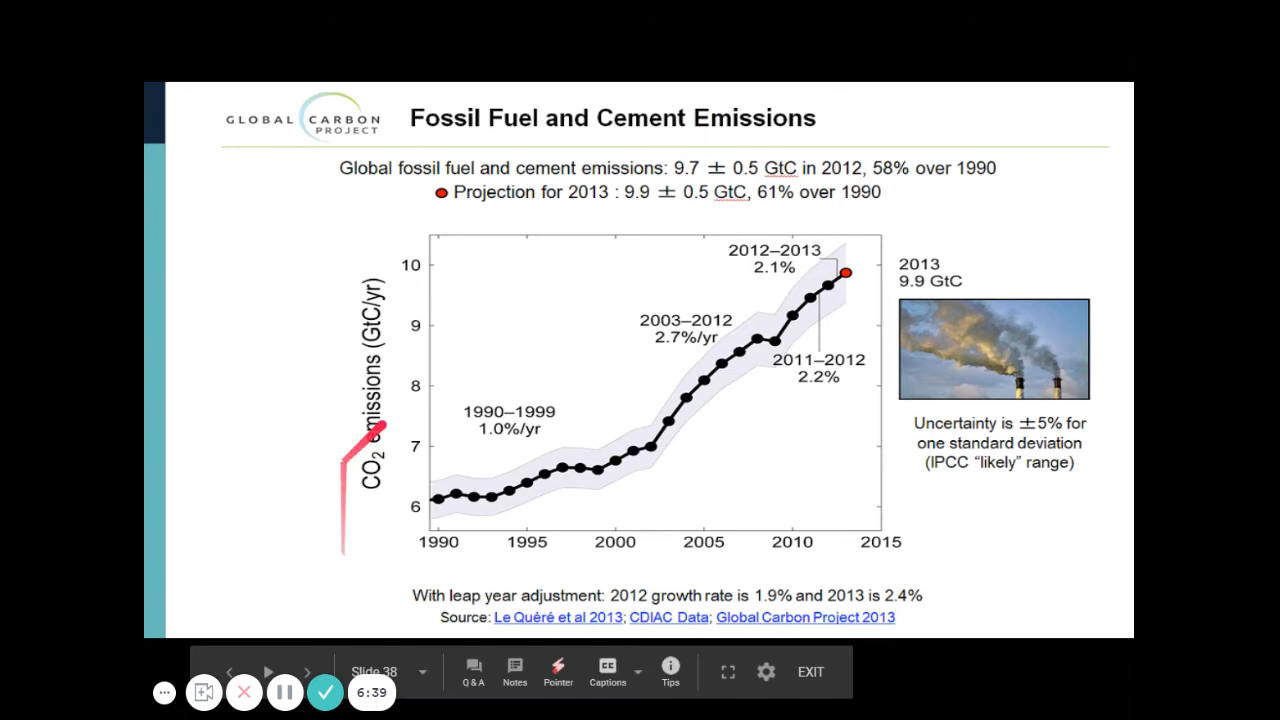 GLOBAL CARBON PROJECT
Fossil Fuel and Cement Emissions
Global fossil fuel and cement emissions: 9.7 ± 0.5 GtC in 2012, 58% over 1990
Projection for 2013 : 9.9 ± 0.5 GtC, 61% over 1990
CO2 emissions (GtC/yr)
10
9
8
7
6
2012–2013
2.1%
2003–2012
2.7%/yr
2011–2012
2.2%
1990–1999
1.0%/yr
1990 1995 2000 2005 2010 2015
2013
9.9 GtC
Uncertainty is ±5% for
one standard deviation
(IPCC “likely” range)
With leap year adjustment: 2012 growth rate is 1.9% and 2013 is 2.4%
Source: Le Quéré et al 2013; CDIAC Data; Global Carbon Project 2013
Slide 38
Q & A Notes Pointer Captions Tips EXIT
CC
6:39